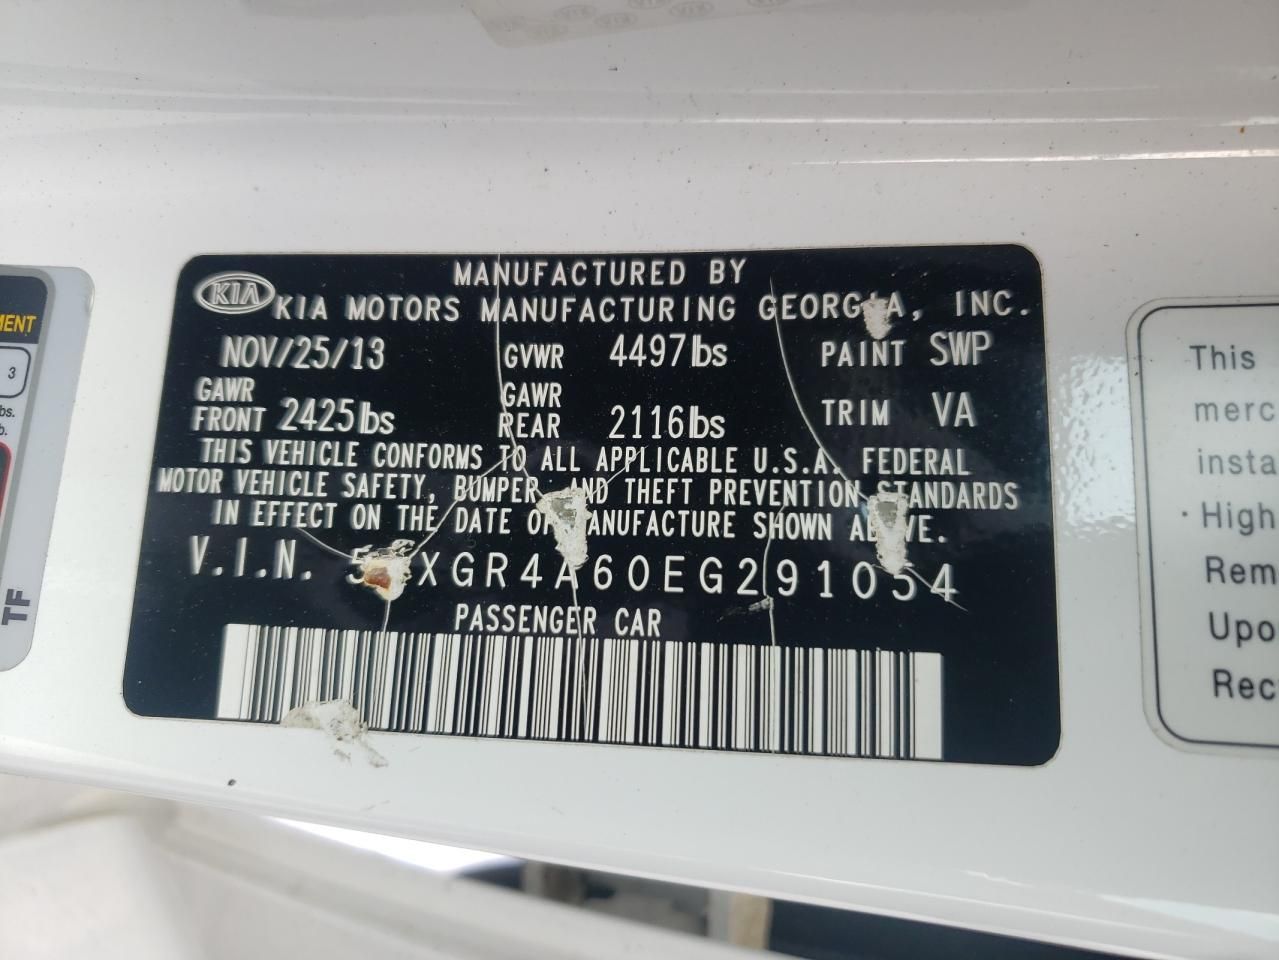 MENT
3
bs.
b.
TF
KIA
MANUFACTURED BY
KIA MOTORS MANUFACTURING GEORGIA, INC.
NOV/25/13 GVWR 4497lbs PAINT SWP
GAWR FRONT 2425lbs GAWR REAR 2116lbs TRIM VA
THIS VEHICLE CONFORMS TO ALL APPLICABLE U.S.A. FEDERAL
MOTOR VEHICLE SAFETY, BUMPER, AND THEFT PREVENTION STANDARDS
IN EFFECT ON THE DATE OF MANUFACTURE SHOWN ABOVE.
V.I.N.
PASSENGER CAR
This
merc
insta
· High
Rem
Upo
Rec